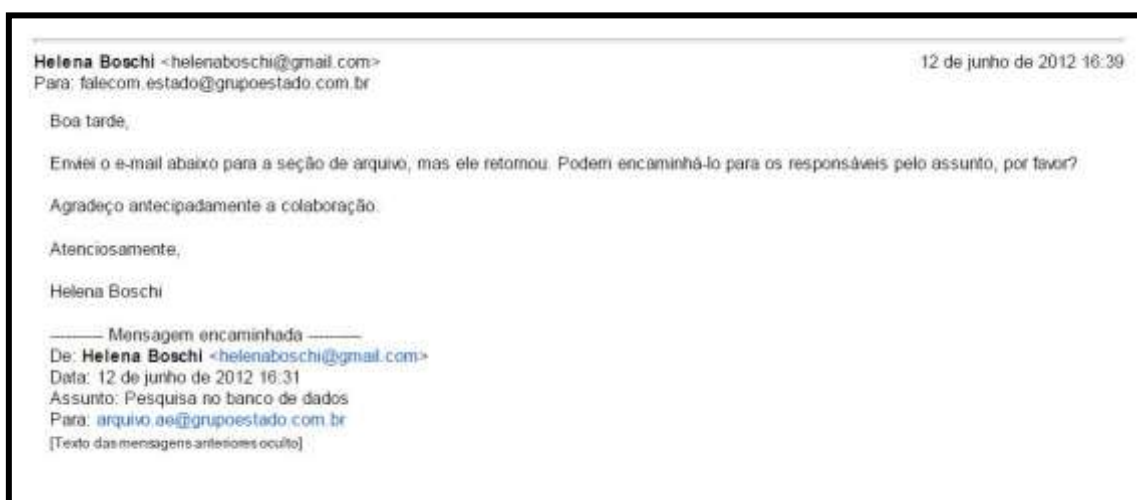 Helena Boschi <helenaboschi@gmail.com> 12 de junho de 2012 16:39
Para: falecom.estado@grupoestado.com.br
Boa tarde,
Enviei o e-mail abaixo para a seção de arquivo, mas ele retornou. Podem encaminhá-lo para os responsáveis pelo assunto, por favor?
Agradeço antecipadamente a colaboração.
Atenciosamente,
Helena Boschi
---------- Mensagem encaminhada ----------
De: Helena Boschi <helenaboschi@gmail.com>
Data: 12 de junho de 2012 16:31
Assunto: Pesquisa no banco de dados
Para: arquivo.ae@grupoestado.com.br
[Texto das mensagens anteriores oculto]